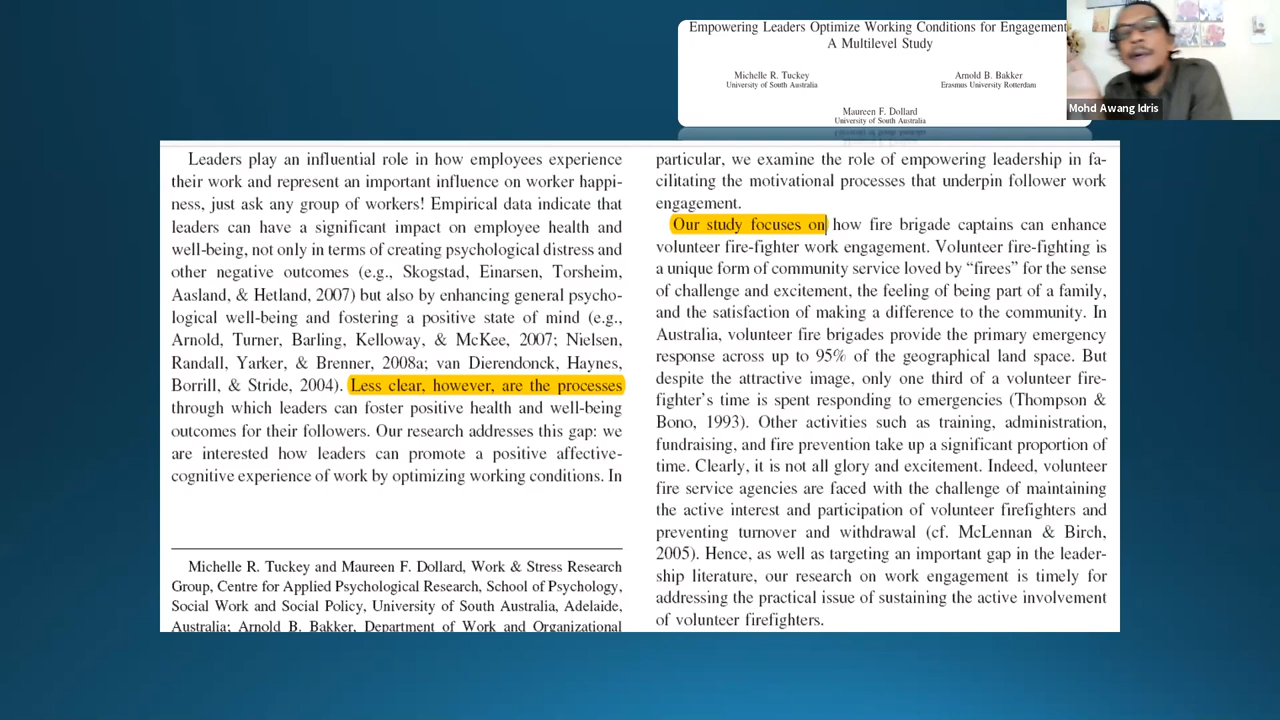 Empowering Leaders Optimize Working Conditions for Engagement
A Multilevel Study
Michelle R. Tuckey
University of South Australia
Arnold B. Bakker
Erasmus University Rotterdam
Maureen F. Dollard
University of South Australia
Mohd Awang Idris
Leaders play an influential role in how employees experience
their work and represent an important influence on worker happi-
ness, just ask any group of workers! Empirical data indicate that
leaders can have a significant impact on employee health and
well-being, not only in terms of creating psychological distress and
other negative outcomes (e.g., Skogstad, Einarsen, Torsheim,
Aasland, & Hetland, 2007) but also by enhancing general psycho-
logical well-being and fostering a positive state of mind (e.g.,
Arnold, Turner, Barling, Kelloway, & McKee, 2007; Nielsen,
Randall, Yarker, & Brenner, 2008a; van Dierendonck, Haynes,
Borrill, & Stride, 2004). Less clear, however, are the processes
through which leaders can foster positive health and well-being
outcomes for their followers. Our research addresses this gap: we
are interested how leaders can promote a positive affective-
cognitive experience of work by optimizing working conditions. In
Michelle R. Tuckey and Maureen F. Dollard, Work & Stress Research
Group, Centre for Applied Psychological Research, School of Psychology,
Social Work and Social Policy, University of South Australia, Adelaide,
Australia; Arnold B. Bakker, Department of Work and Organizational
particular, we examine the role of empowering leadership in fa-
cilitating the motivational processes that underpin follower work
engagement.
Our study focuses on how fire brigade captains can enhance
volunteer fire-fighter work engagement. Volunteer fire-fighting is
a unique form of community service loved by “firees” for the sense
of challenge and excitement, the feeling of being part of a family,
and the satisfaction of making a difference to the community. In
Australia, volunteer fire brigades provide the primary emergency
response across up to 95% of the geographical land space. But
despite the attractive image, only one third of a volunteer fire-
fighter’s time is spent responding to emergencies (Thompson &
Bono, 1993). Other activities such as training, administration,
fundraising, and fire prevention take up a significant proportion of
time. Clearly, it is not all glory and excitement. Indeed, volunteer
fire service agencies are faced with the challenge of maintaining
the active interest and participation of volunteer firefighters and
preventing turnover and withdrawal (cf. McLennan & Birch,
2005). Hence, as well as targeting an important gap in the leader-
ship literature, our research on work engagement is timely for
addressing the practical issue of sustaining the active involvement
of volunteer firefighters.